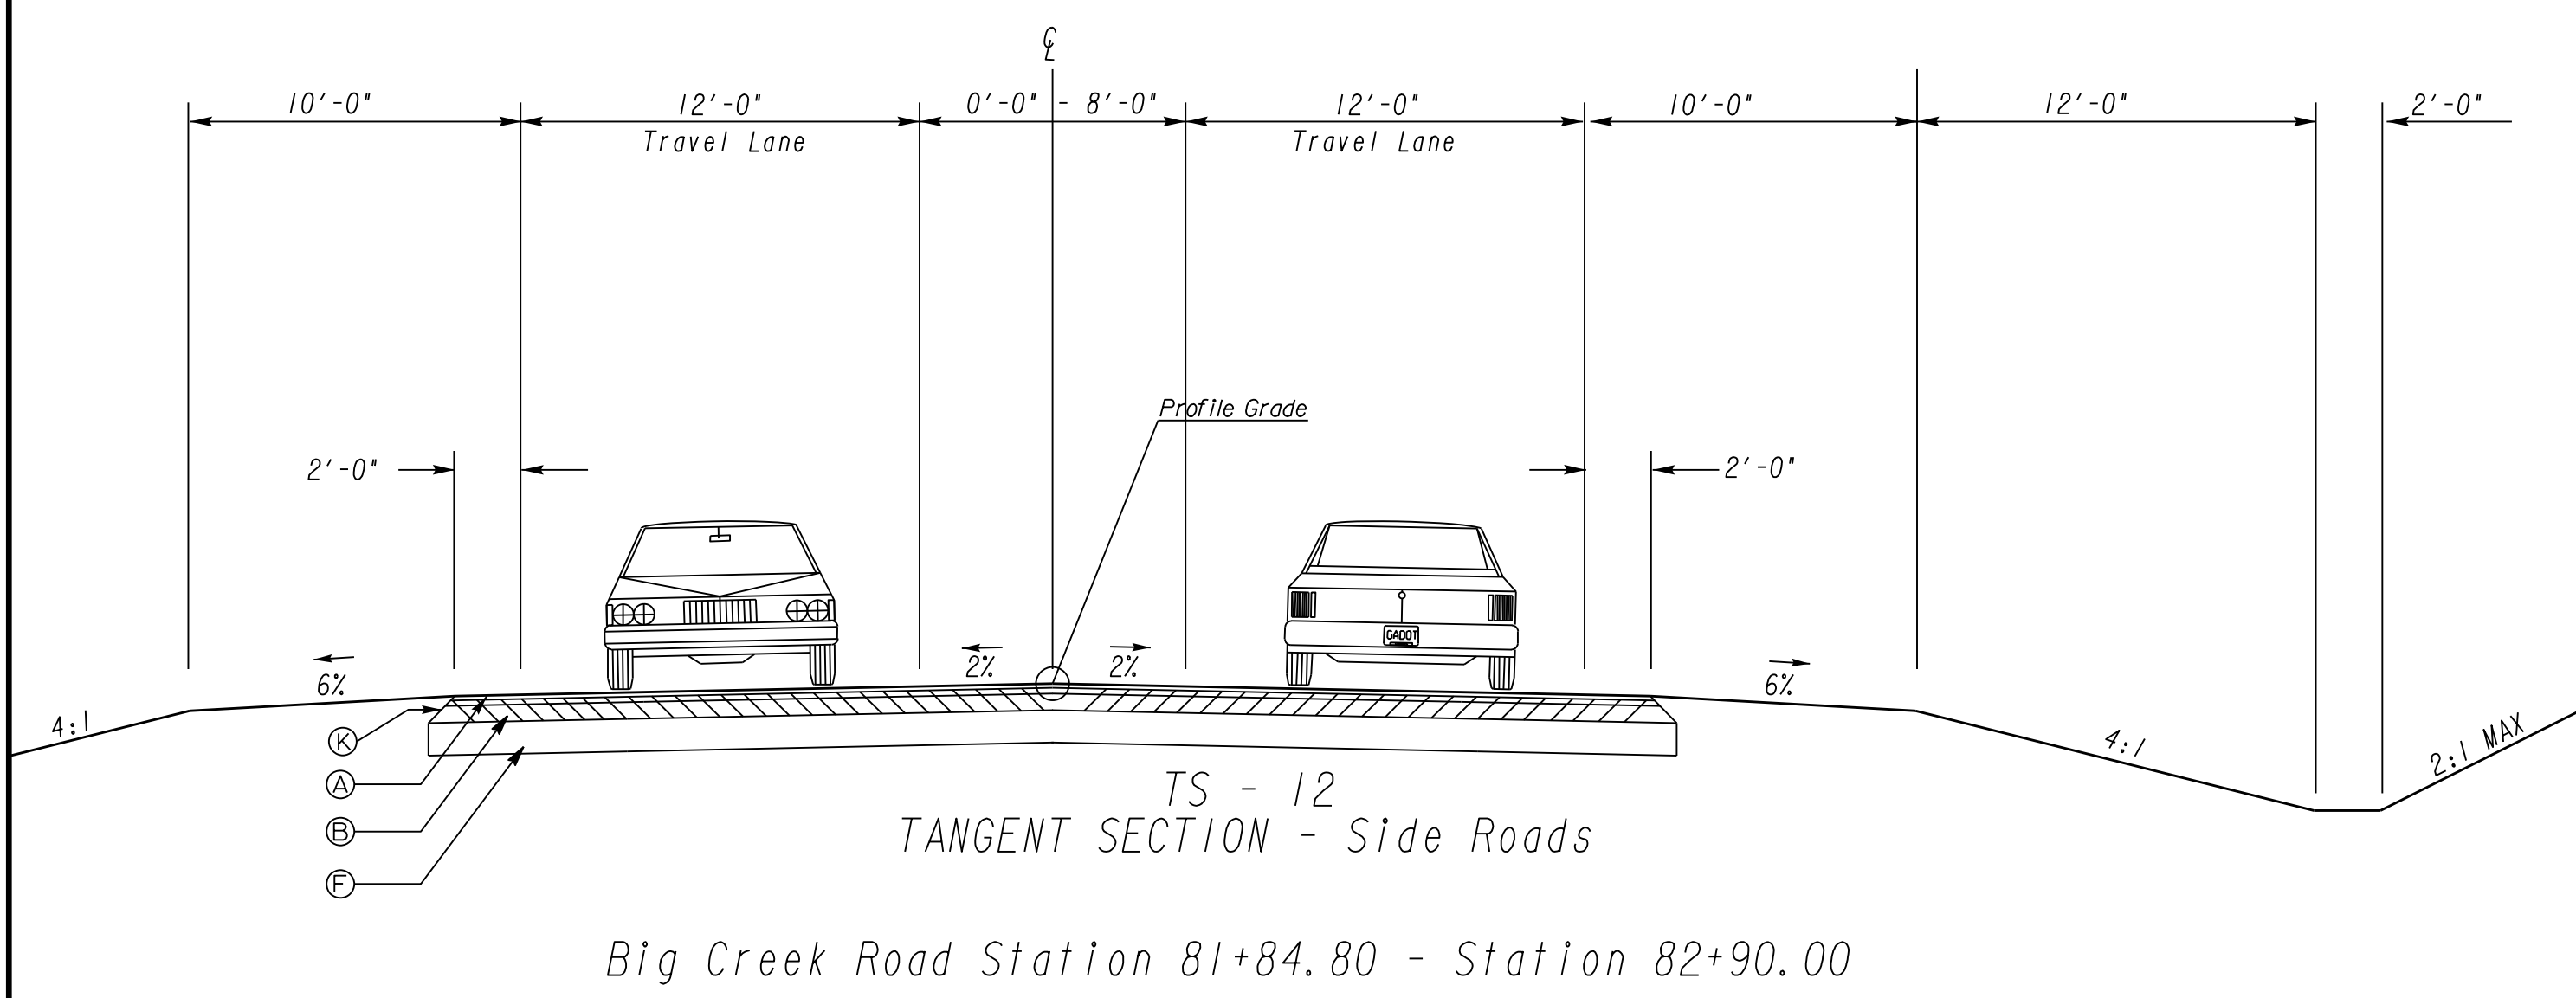 ℄
10'-0" 12'-0" 0'-0" - 8'-0" 12'-0" 10'-0" 12'-0" 2'-0"
Travel Lane Travel Lane
Profile Grade
2'-0" 2'-0"
GADOT
6% 2% 2% 6%
4:1 4:1 2:1 MAX
K
A
B
F
TS - 12
TANGENT SECTION - Side Roads
Big Creek Road Station 81+84.80 - Station 82+90.00